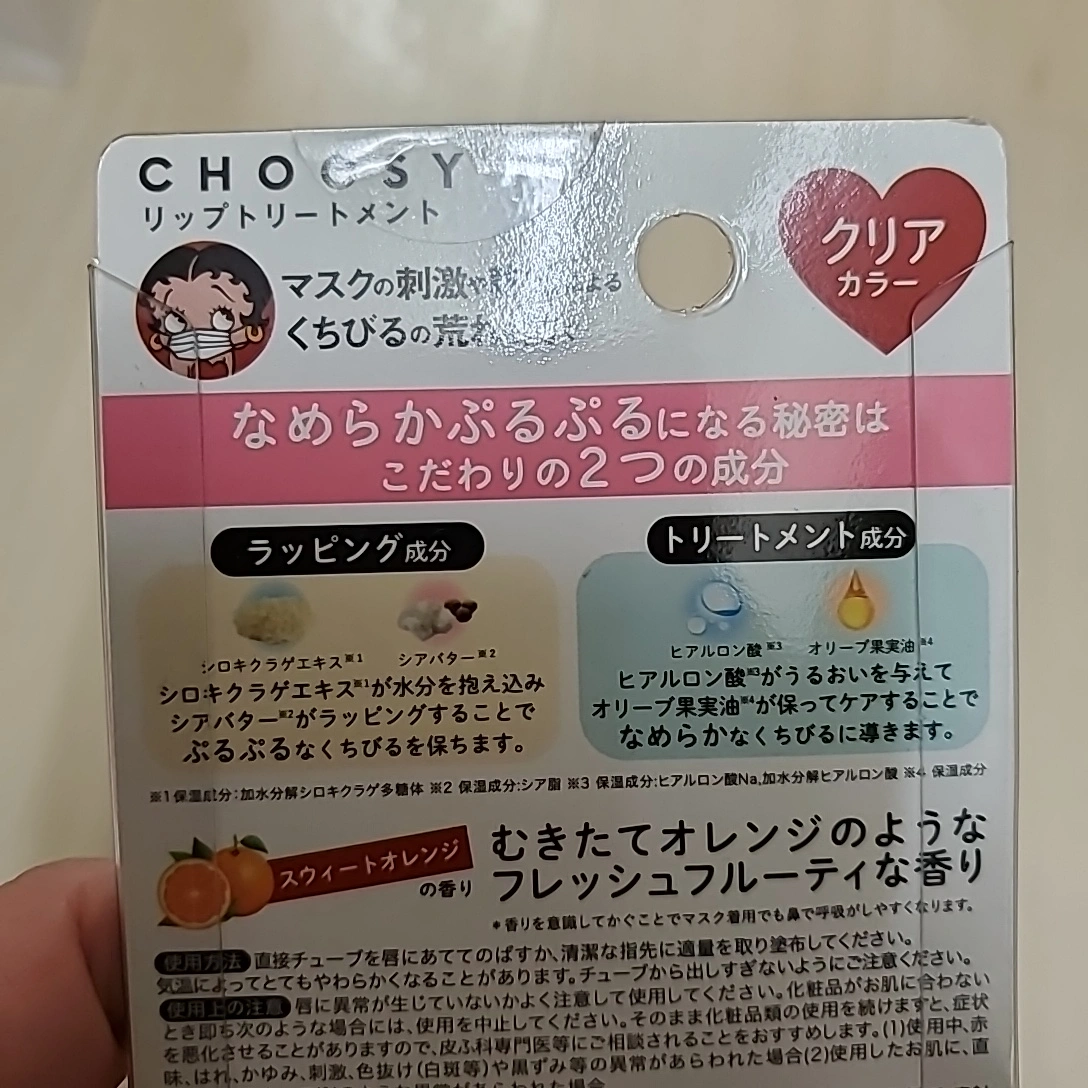 CHOOSY
リップトリートメント
クリア
カラー
マスクの刺激や による
くちびるの荒れ
なめらかぷるぷるになる秘密は
こだわりの2つの成分
ラッピング成分
シロキクラゲエキス※1 シアバター※2
シロキクラゲエキス※1が水分を抱え込み
シアバター※2がラッピングすることで
ぷるぷるなくちびるを保ちます。
トリートメント成分
ヒアルロン酸※3 オリーブ果実油※4
ヒアルロン酸※3がうるおいを与えて
オリーブ果実油※4が保ってケアすることで
なめらかなくちびるに導きます。
※1保湿成分:加水分解シロキクラゲ多糖体 ※2 保湿成分:シア脂 ※3 保湿成分:ヒアルロン酸Na,加水分解ヒアルロン酸 ※4 保湿成分
スウィートオレンジ
の香り
むきたてオレンジのような
フレッシュフルーティな香り
*香りを意識してかぐことでマスク着用でも鼻で呼吸がしやすくなります。
使用方法 直接チューブを唇にあててのばすか、清潔な指先に適量を取り塗布してください。
気温によってとてもやわらかくなることがあります。チューブから出しすぎないようにご注意ください。
使用上の注意 唇に異常が生じていないかよく注意して使用してください。化粧品がお肌に合わない
とき即ち次のような場合には、使用を中止してください。そのまま化粧品類の使用を続けますと、症状
を悪化させることがありますので、皮ふ科専門医等にご相談されることをおすすめします。(1)使用中、赤
味、はれ、かゆみ、刺激、色抜け(白斑等)や黒ずみ等の異常があらわれた場合(2)使用したお肌に、直
異常があらわれた場合